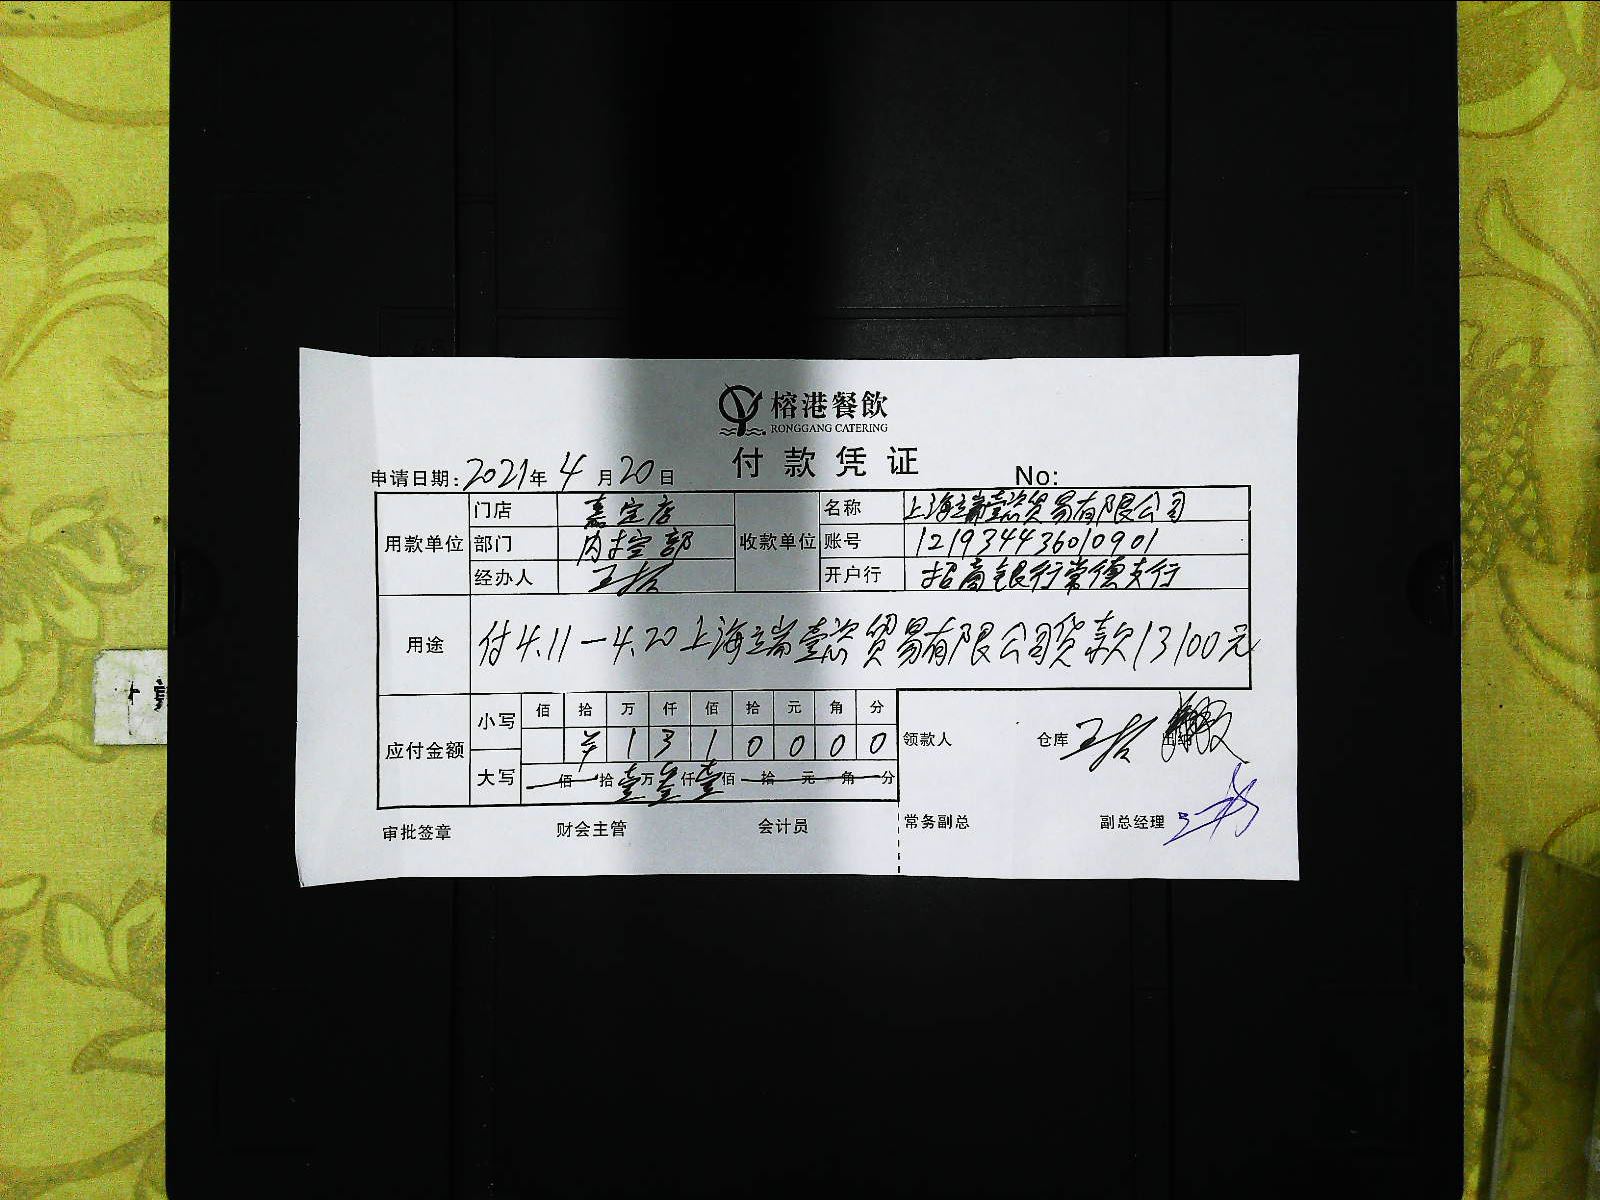 榕港餐飲
RONGGANG CATERING
付款凭证
申请日期:2021年4月20日 No:
用款单位 门店 嘉定店 收款单位 名称 上海端壹资贸易有限公司
部门 内控部 账号 121934436010901
经办人 开户行 招商银行常德支行
用途 付4.11-4.20上海端壹资贸易有限公司货款13100元
应付金额 小写 佰 拾 万 仟 佰 拾 元 角 分
¥ 1 3 1 0 0 0 0
大写 佰 拾 壹万 叁仟 壹佰 拾 元 角 分
领款人 仓库 出纳
审批签章 财会主管 会计员 常务副总 副总经理